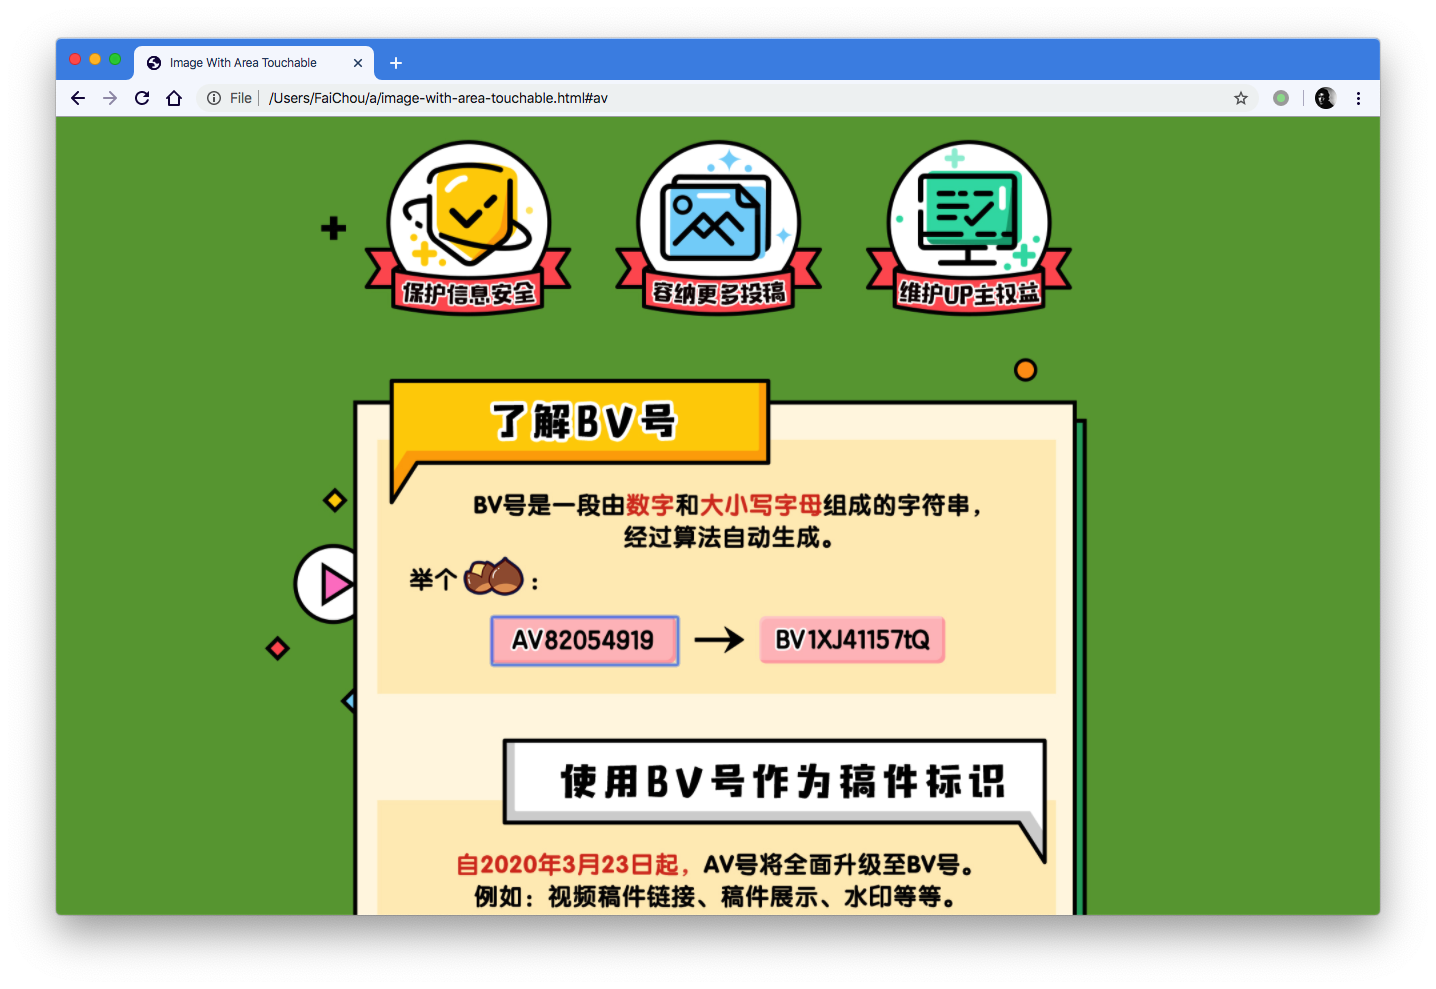 Image With Area Touchable
File /Users/FaiChou/a/image-with-area-touchable.html#av
保护信息安全
容纳更多投稿
维护UP主权益
了解BV号
BV号是一段由数字和大小写字母组成的字符串，
经过算法自动生成。
举个 ：
AV82054919 → BV1XJ41157tQ
使用BV号作为稿件标识
自2020年3月23日起，AV号将全面升级至BV号。
例如：视频稿件链接、稿件展示、水印等等。